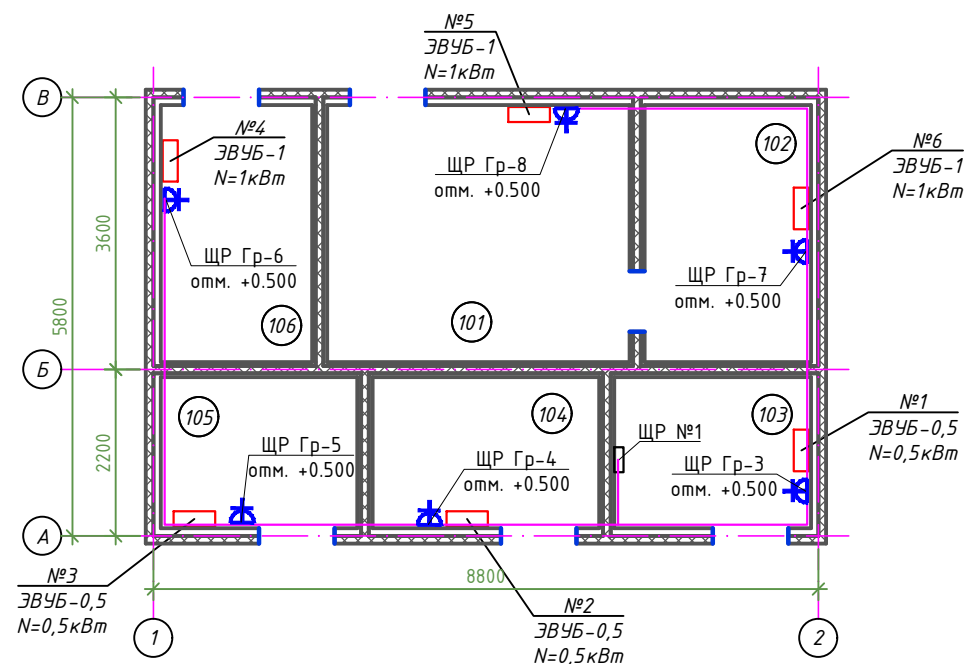 №5
ЭВУБ-1
N=1кВт
В
№4
ЭВУБ-1
N=1кВт
ЩР Гр-8
отм. +0.500
102
№6
ЭВУБ-1
N=1кВт
3600
ЩР Гр-6
отм. +0.500
ЩР Гр-7
отм. +0.500
5800
106
101
Б
105
104
103
№1
ЭВУБ-0,5
N=0,5кВт
2200
ЩР Гр-5
отм. +0.500
ЩР Гр-4
отм. +0.500
ЩР №1
ЩР Гр-3
отм. +0.500
А
№3
ЭВУБ-0,5
N=0,5кВт
8800
№2
ЭВУБ-0,5
N=0,5кВт
1
2